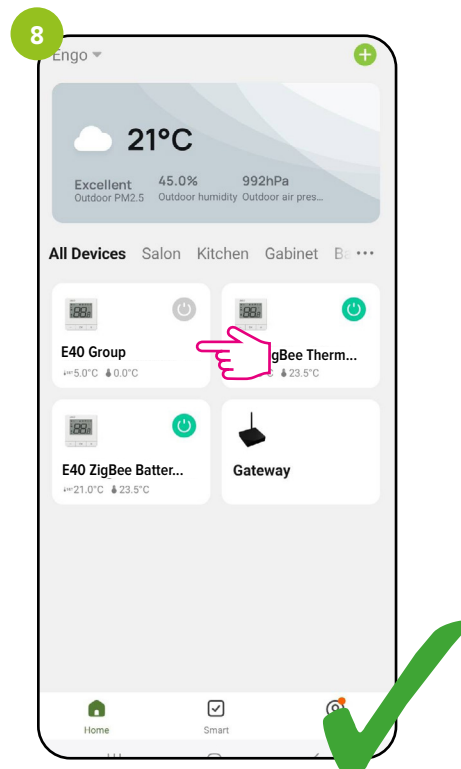 8
Engo
21°C
Excellent 45.0% 992hPa
Outdoor PM2.5 Outdoor humidity Outdoor air pres...
All Devices Salon Kitchen Gabinet
E40 Group
SET 5.0°C 0.0°C
gBee Therm...
°C 23.5°C
E40 ZigBee Batter...
SET 21.0°C 23.5°C
Gateway
Home Smart